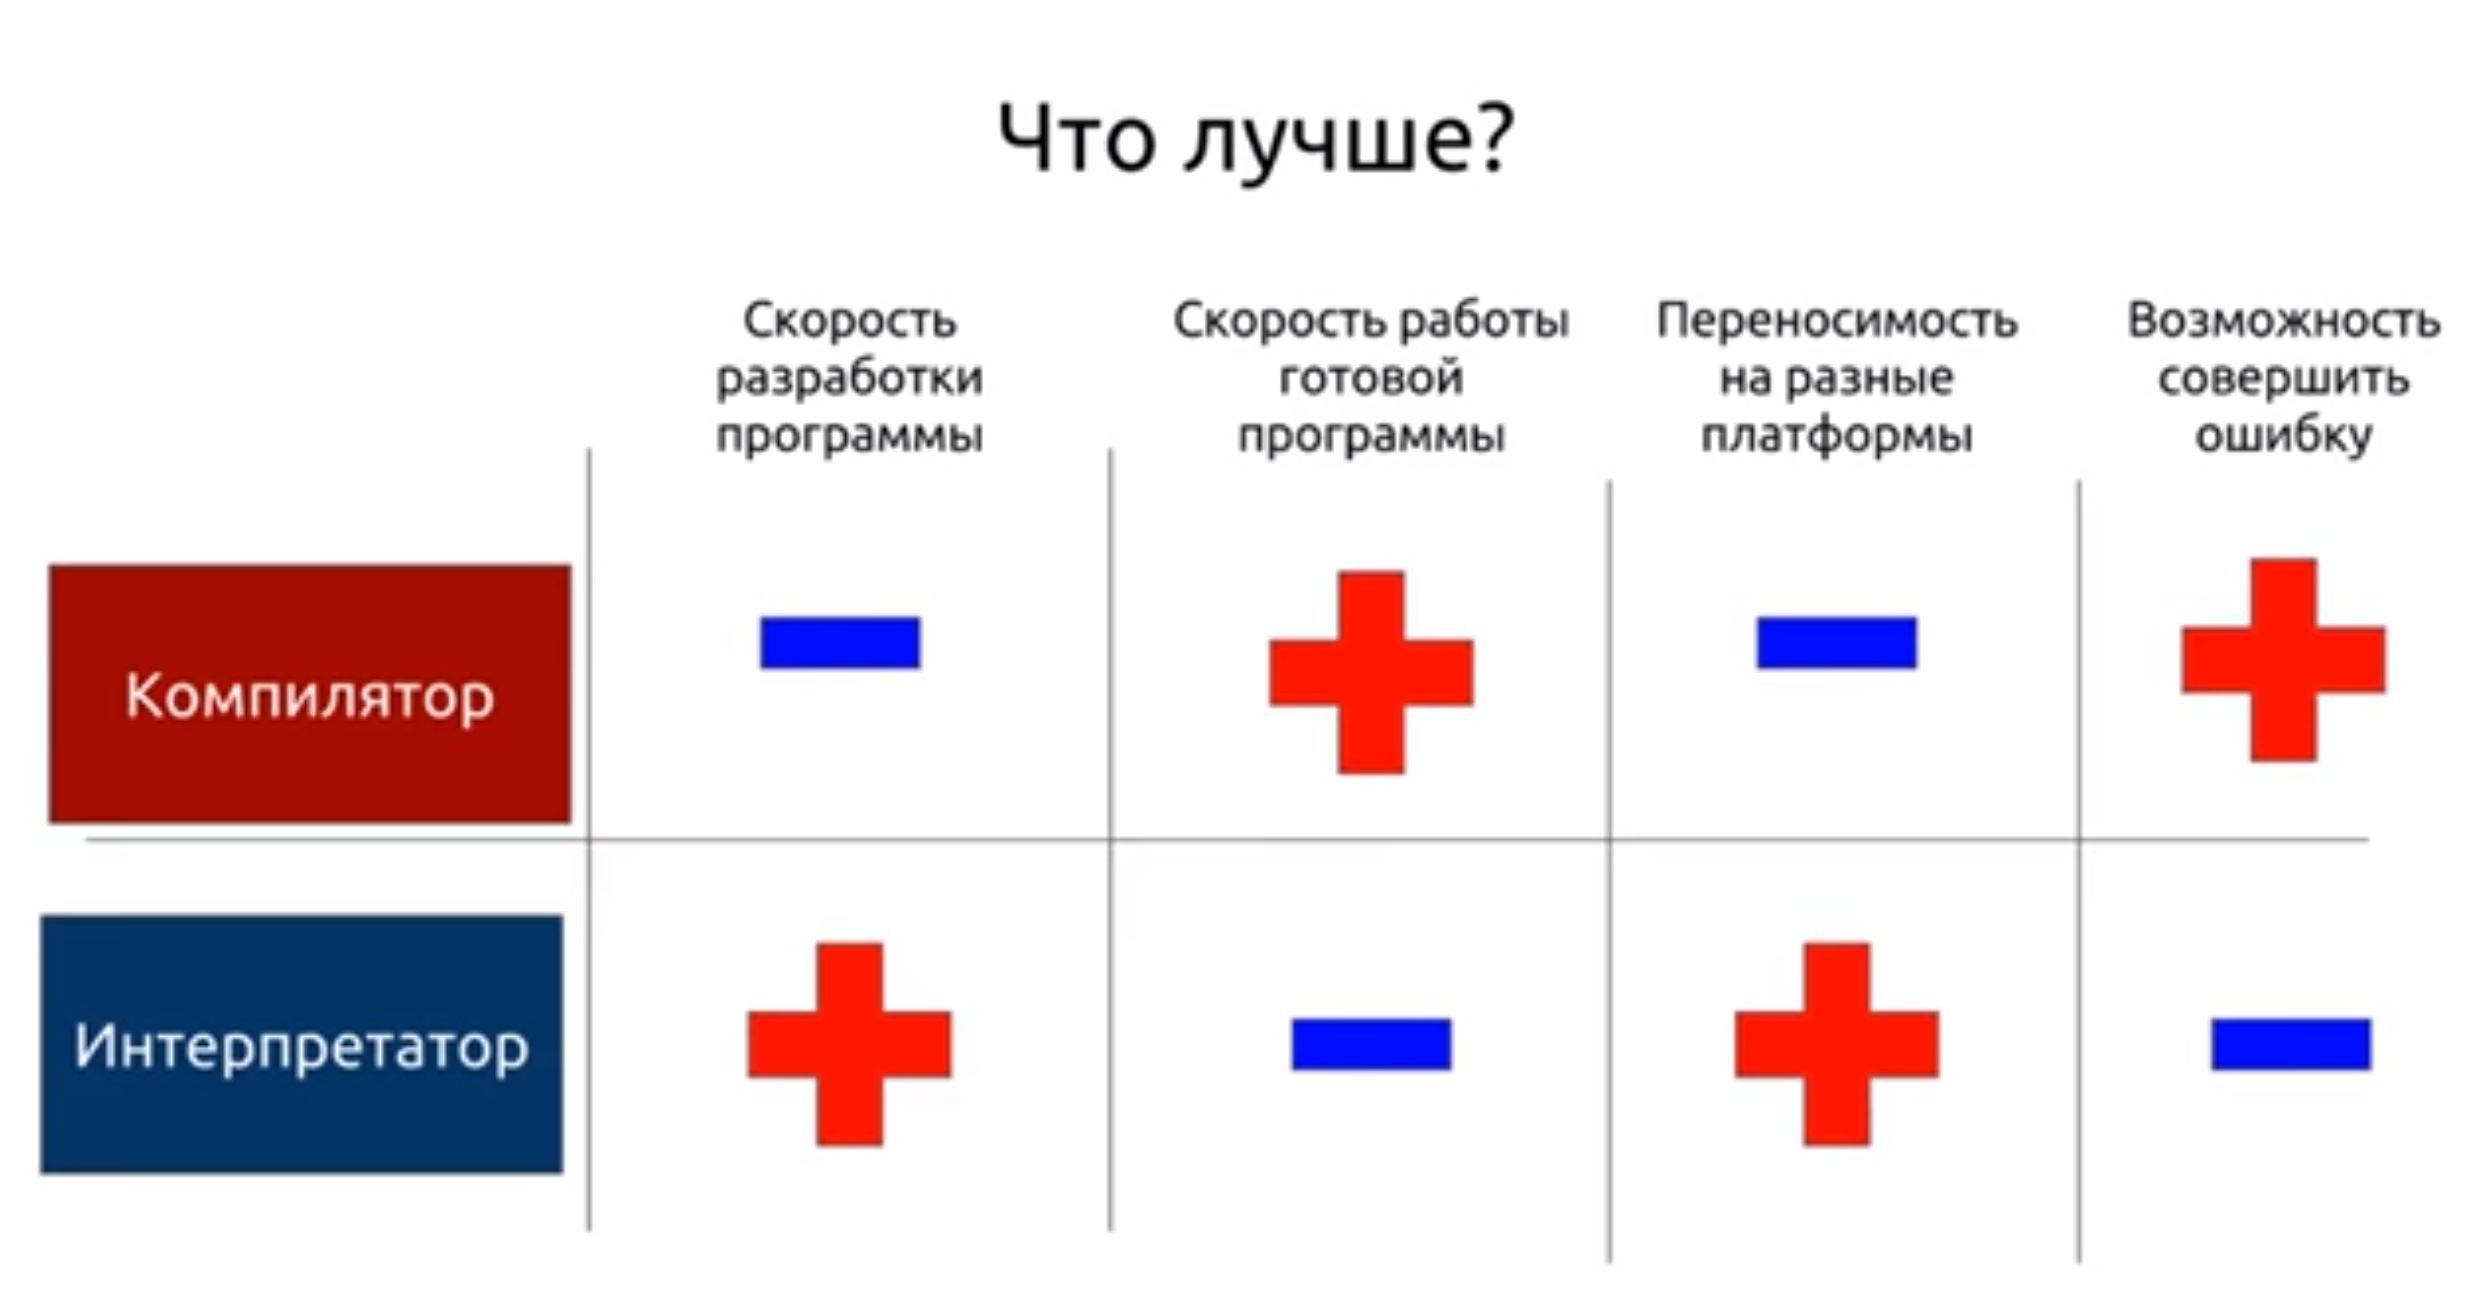 Что лучше?
Скорость
разработки
программы
Скорость работы
готовой
программы
Переносимость
на разные
платформы
Возможность
совершить
ошибку
Компилятор
Интерпретатор